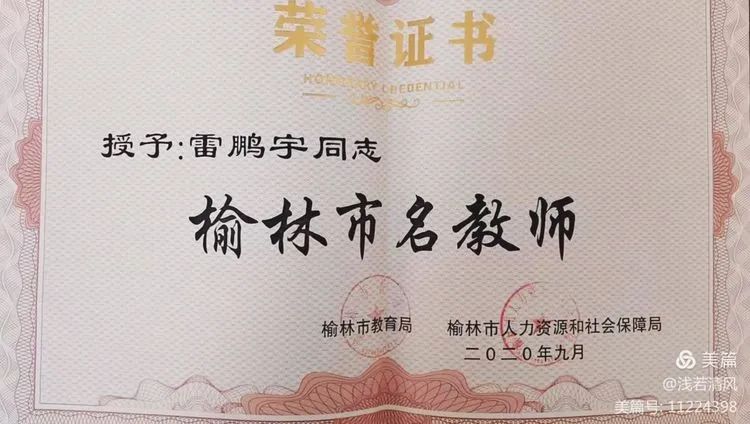 荣誉证书
HONORARY CREDENTIAL
授予:雷鹏宇同志
榆林市名教师
榆林市教育局 榆林市人力资源和社会保障局
二〇二〇年九月
美篇
@浅若清风
美篇号: 11224398